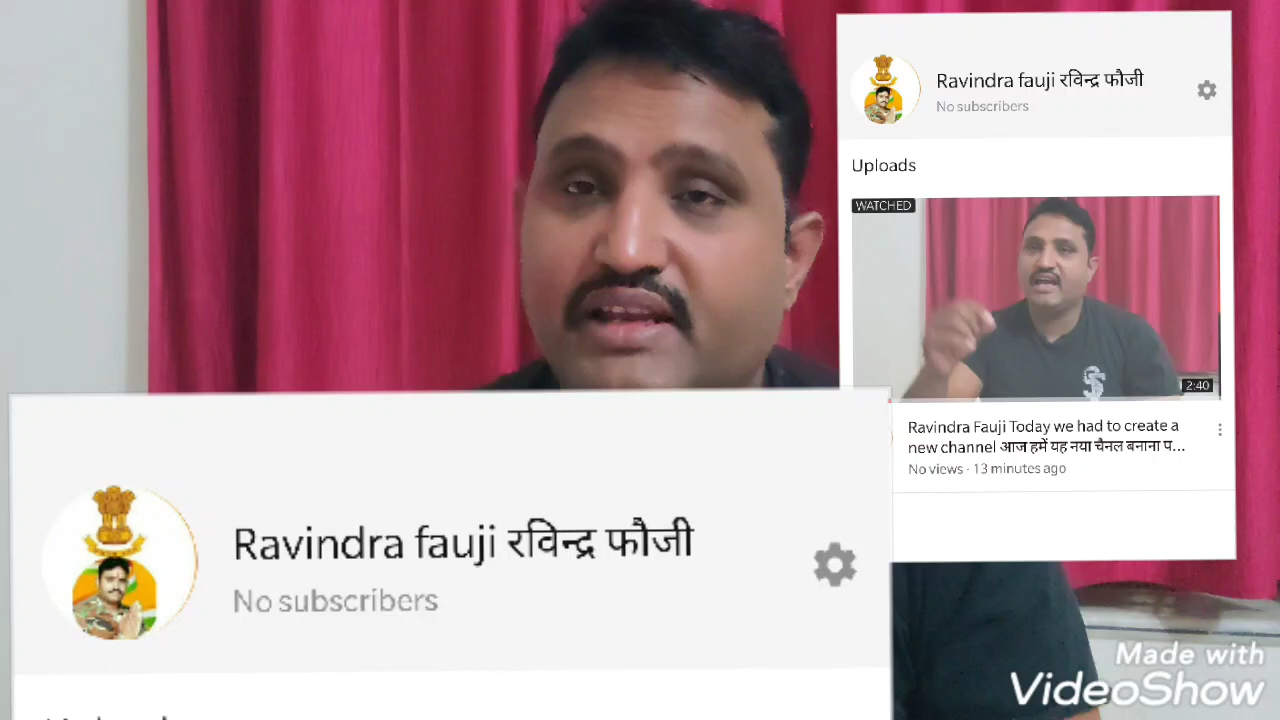 Ravindra fauji रविन्द्र फौजी
No subscribers
Uploads
WATCHED
2:40
Ravindra Fauji Today we had to create a
new channel आज हमें यह नया चैनल बनाना प...
No views · 13 minutes ago
Ravindra fauji रविन्द्र फौजी
No subscribers
Made with
VideoShow